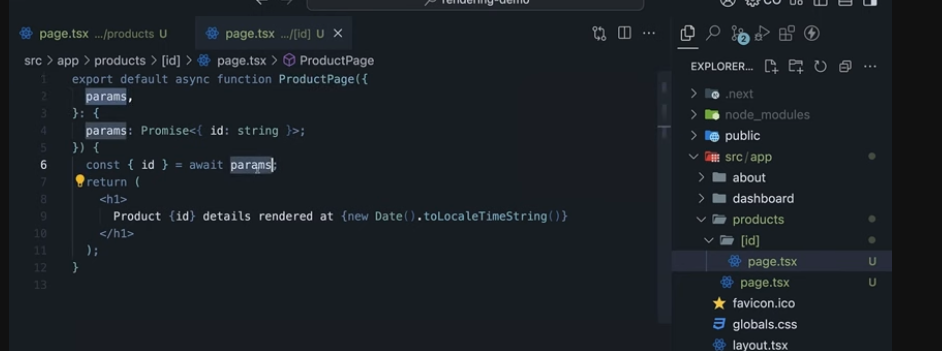 rendering-demo
page.tsx .../products U
page.tsx .../[id] U
src > app > products > [id] > page.tsx > ProductPage
1 export default async function ProductPage({
2 params,
3 }: {
4 params: Promise<{ id: string }>;
5 }) {
6 const { id } = await params;
7 return (
8 <h1>
9 Product {id} details rendered at {new Date().toLocaleTimeString()}
10 </h1>
11 );
12 }
13
2
EXPLORER...
.next
node_modules
public
src/app
about
dashboard
products
[id]
page.tsx U
page.tsx U
favicon.ico
globals.css
layout.tsx